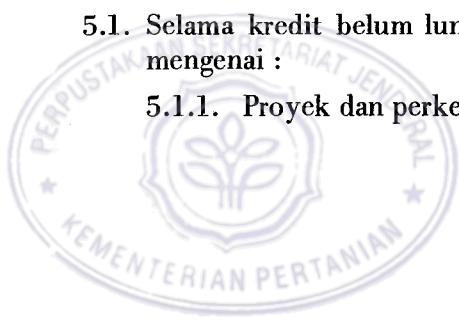 5.1. Selama kredit belum lun
mengenai :
5.1.1. Proyek dan perke
PERPUSTAKAAN SEKRETARIAT JENDERAL
KEMENTERIAN PERTANIAN